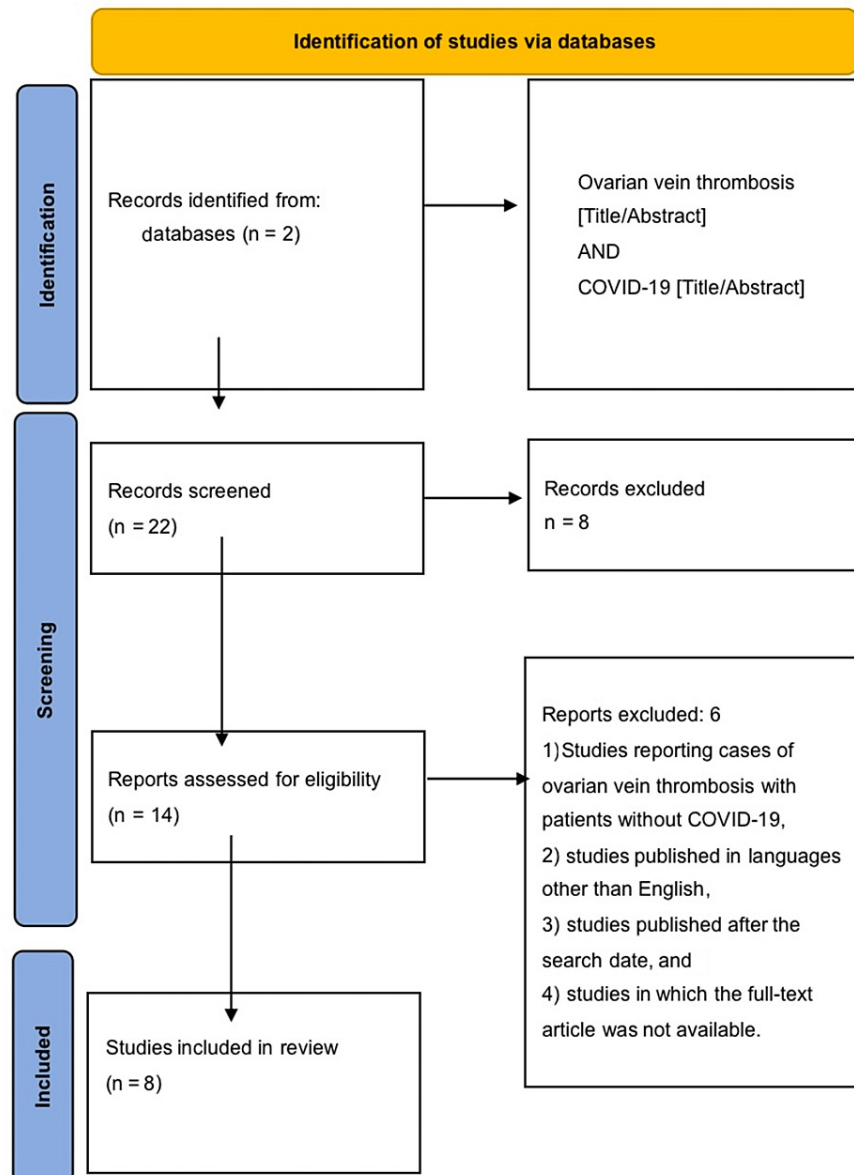 Identification of studies via databases
Identification
Records identified from:
databases (n = 2)
Ovarian vein thrombosis
[Title/Abstract]
AND
COVID-19 [Title/Abstract]
Screening
Records screened
(n = 22)
Records excluded
n = 8
Reports assessed for eligibility
(n = 14)
Reports excluded: 6
1)Studies reporting cases of
ovarian vein thrombosis with
patients without COVID-19,
2) studies published in languages
other than English,
3) studies published after the
search date, and
4) studies in which the full-text
article was not available.
Included
Studies included in review
(n = 8)